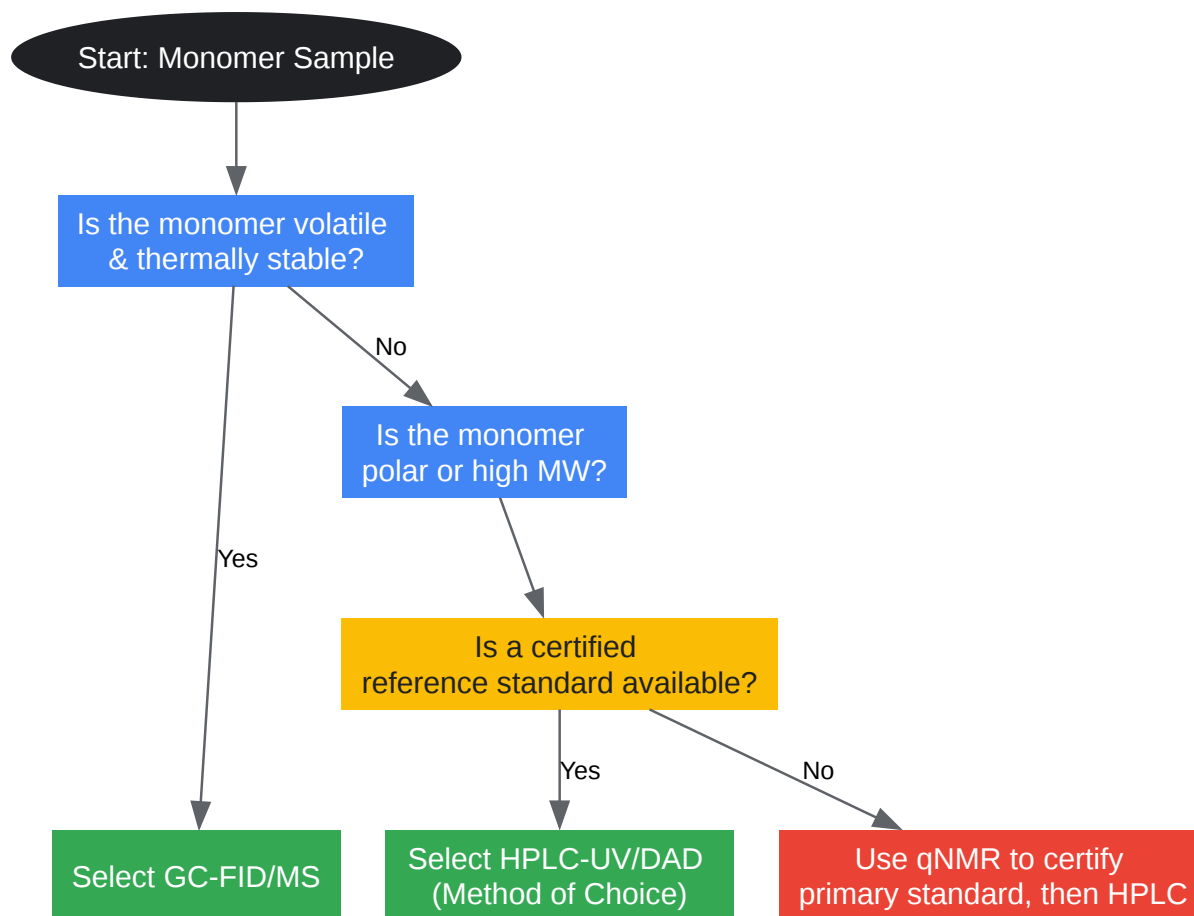 Start: Monomer Sample
Is the monomer volatile
& thermally stable?
No
Is the monomer
polar or high MW?
Yes
Is a certified
reference standard available?
Yes
No
Select GC-FID/MS
Select HPLC-UV/DAD
(Method of Choice)
Use qNMR to certify
primary standard, then HPLC